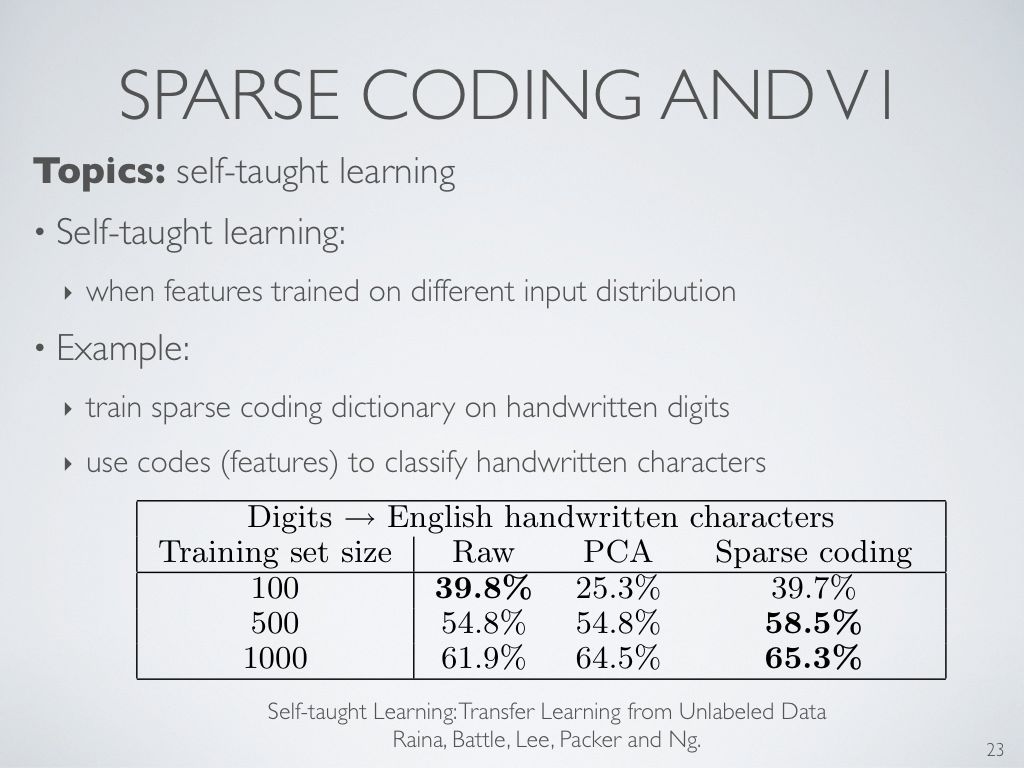 SPARSE CODING AND V1
Topics: self-taught learning
• Self-taught learning:
‣ when features trained on different input distribution
• Example:
‣ train sparse coding dictionary on handwritten digits
‣ use codes (features) to classify handwritten characters
Digits → English handwritten characters
Training set size Raw PCA Sparse coding
100 39.8% 25.3% 39.7%
500 54.8% 54.8% 58.5%
1000 61.9% 64.5% 65.3%
Self-taught Learning: Transfer Learning from Unlabeled Data
Raina, Battle, Lee, Packer and Ng.
23